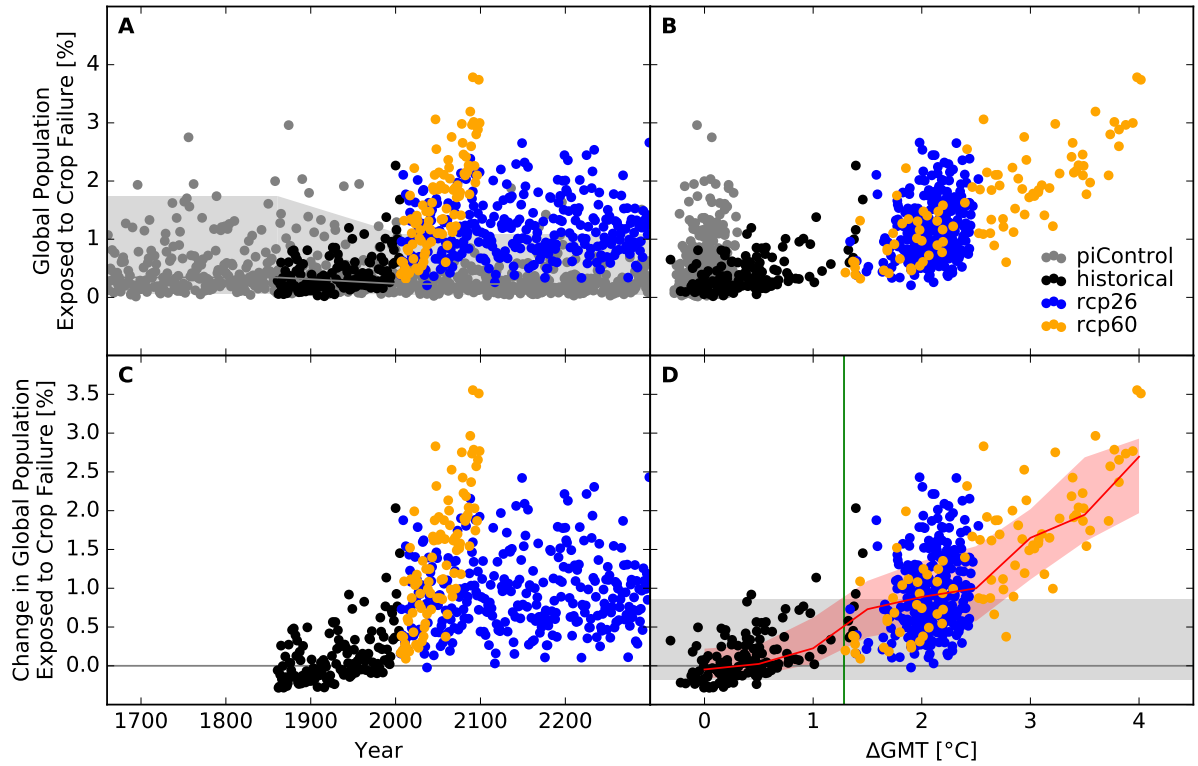 A
B
Global Population
Exposed to Crop Failure [%]
4
3
2
1
0
piControl
historical
rcp26
rcp60
C
D
Change in Global Population
Exposed to Crop Failure [%]
3.5
3.0
2.5
2.0
1.5
1.0
0.5
0.0
1700 1800 1900 2000 2100 2200
0 1 2 3 4
Year
ΔGMT [°C]